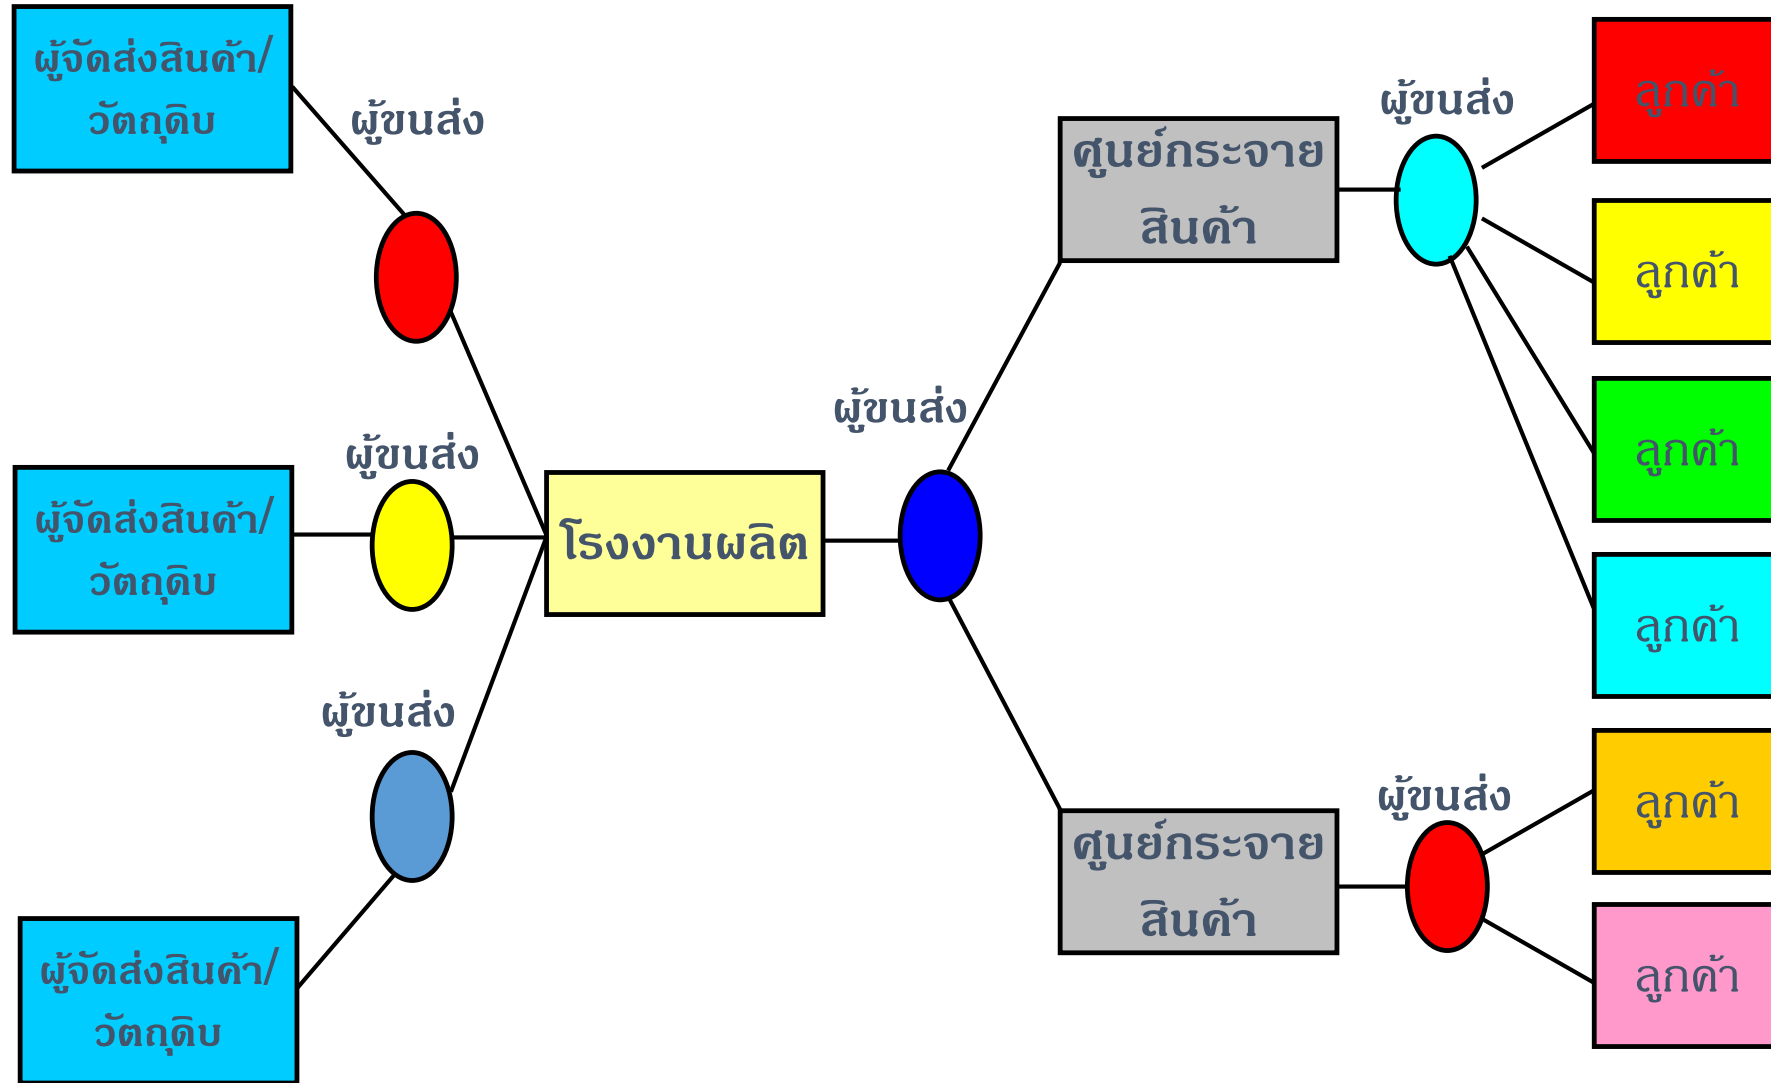 ผู้จัดส่งสินค้า/
วัตถุดิบ
ผู้ขนส่ง
ผู้จัดส่งสินค้า/
วัตถุดิบ
ผู้ขนส่ง
ผู้จัดส่งสินค้า/
วัตถุดิบ
ผู้ขนส่ง
โรงงานผลิต
ผู้ขนส่ง
ศูนย์กระจาย
สินค้า
ผู้ขนส่ง
ศูนย์กระจาย
สินค้า
ผู้ขนส่ง
ลูกค้า
ลูกค้า
ลูกค้า
ลูกค้า
ลูกค้า
ลูกค้า